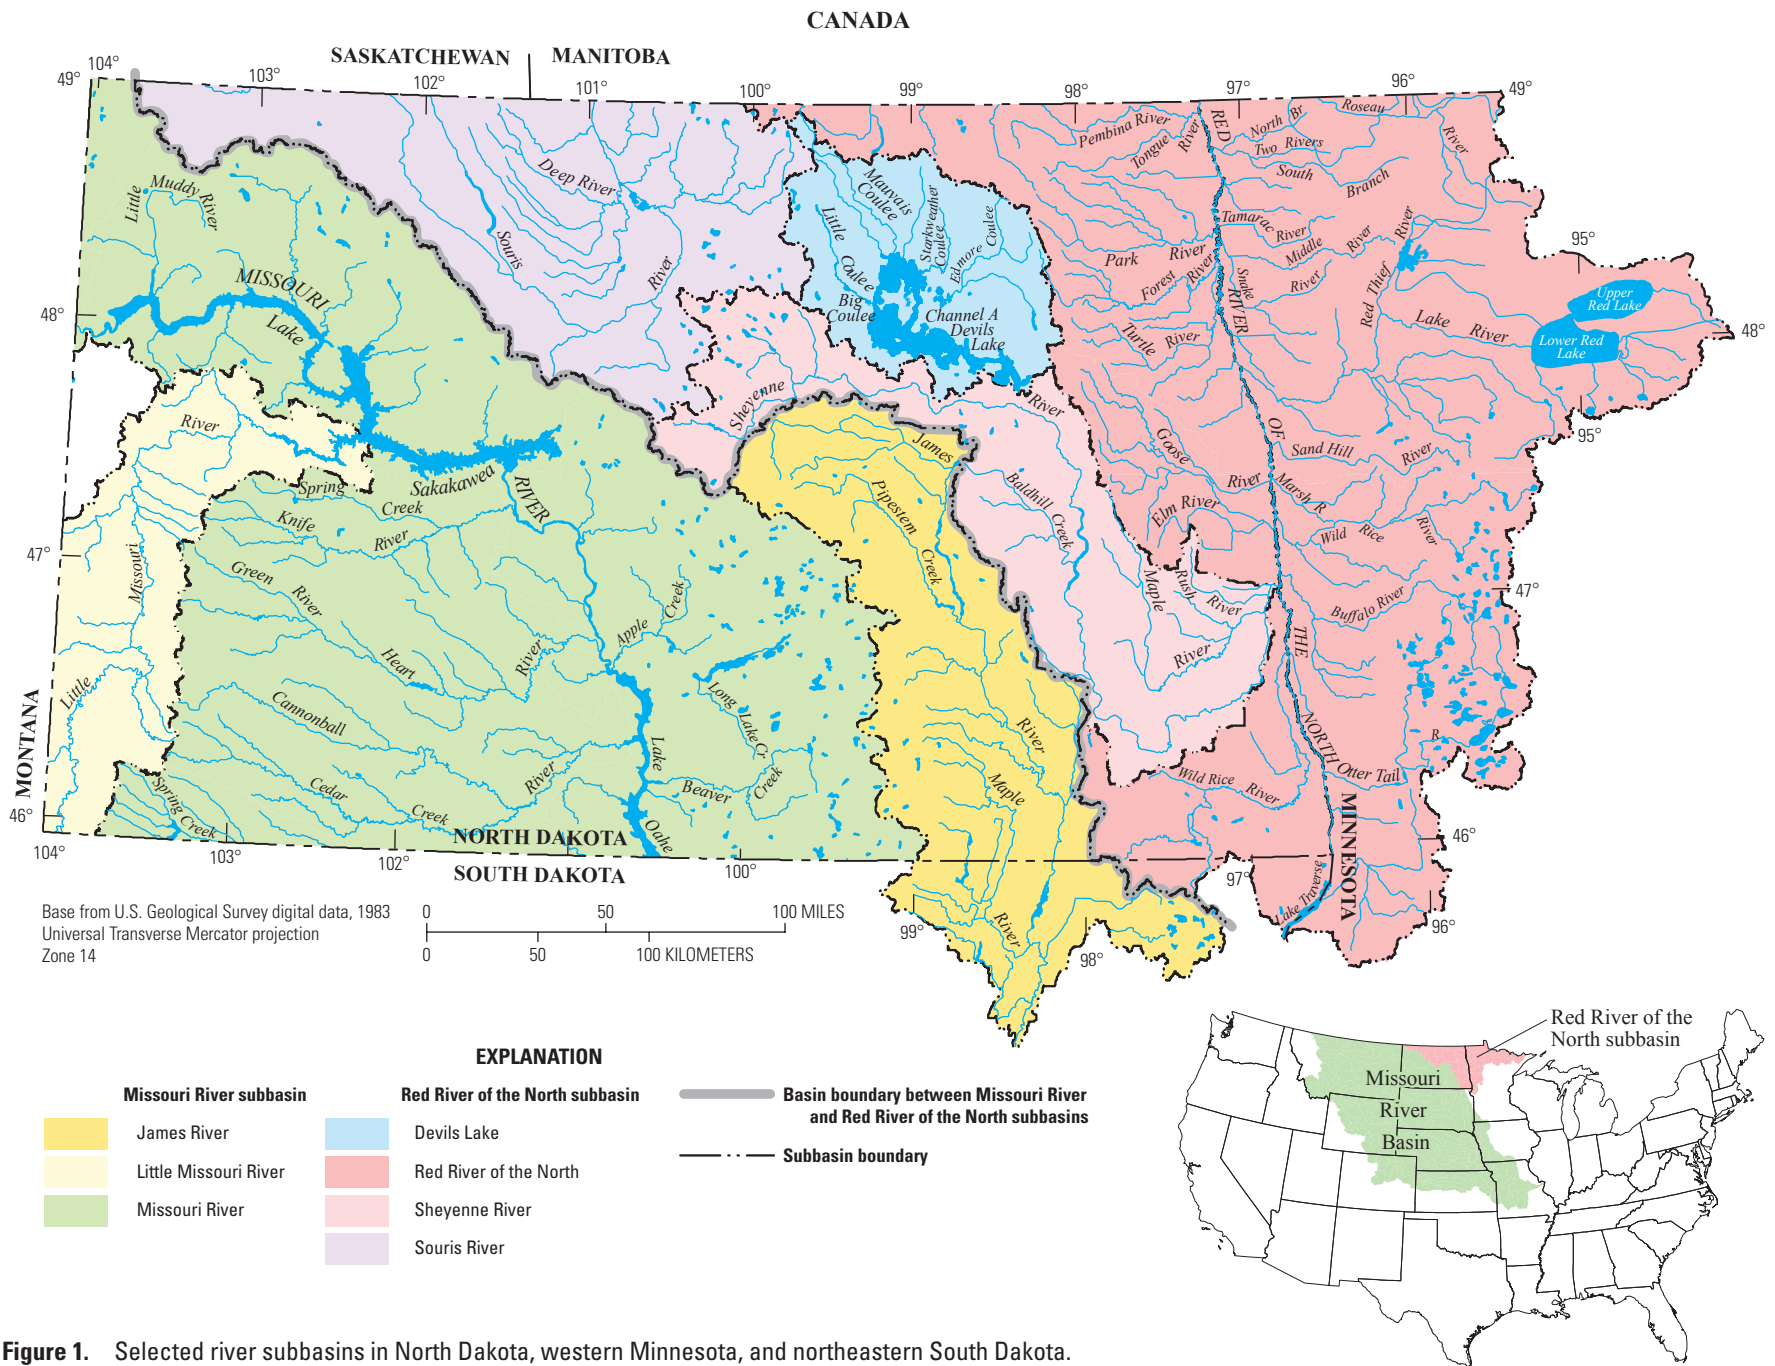 CANADA
SASKATCHEWAN
MANITOBA
49°
104°
103°
102°
101°
100°
99°
98°
97°
96°
49°
Roseau
River
North Br
Two Rivers
South Branch
Pembina River
Tongue River
RED RIVER OF THE NORTH
Little Muddy River
Deep River
Souris River
Mauvais Coulee
Starkweather Coulee
Edmore Coulee
Little Coulee
Big Coulee
Channel A
Devils Lake
Tamarac River
Middle River
Snake River
Park River
Forest River
Turtle River
Red Thief River
Lake River
95°
Upper Red Lake
Lower Red Lake
48°
48°
95°
MISSOURI RIVER
Lake Sakakawea
Sheyenne River
James River
Pipestem Creek
Baldhill Creek
Goose River
Sand Hill River
Marsh R
Elm River
Wild Rice River
Maple River
Rush River
Buffalo River
47°
47°
Little Missouri River
Spring Creek
Knife River
Green River
Heart River
Apple Creek
Long Lake Cr
Cannonball River
Cedar Creek
Beaver Creek
Spring Creek
Lake Oahe
Maple River
Wild Rice River
Otter Tail R
Lake Traverse
MONTANA
MINNESOTA
NORTH DAKOTA
SOUTH DAKOTA
46°
46°
104°
103°
102°
100°
99°
98°
97°
96°
Base from U.S. Geological Survey digital data, 1983
Universal Transverse Mercator projection
Zone 14
0 50 100 MILES
0 50 100 KILOMETERS
EXPLANATION
Missouri River subbasin
James River
Little Missouri River
Missouri River
Red River of the North subbasin
Devils Lake
Red River of the North
Sheyenne River
Souris River
Basin boundary between Missouri River
and Red River of the North subbasins
Subbasin boundary
Red River of the
North subbasin
Missouri
River
Basin
Figure 1. Selected river subbasins in North Dakota, western Minnesota, and northeastern South Dakota.